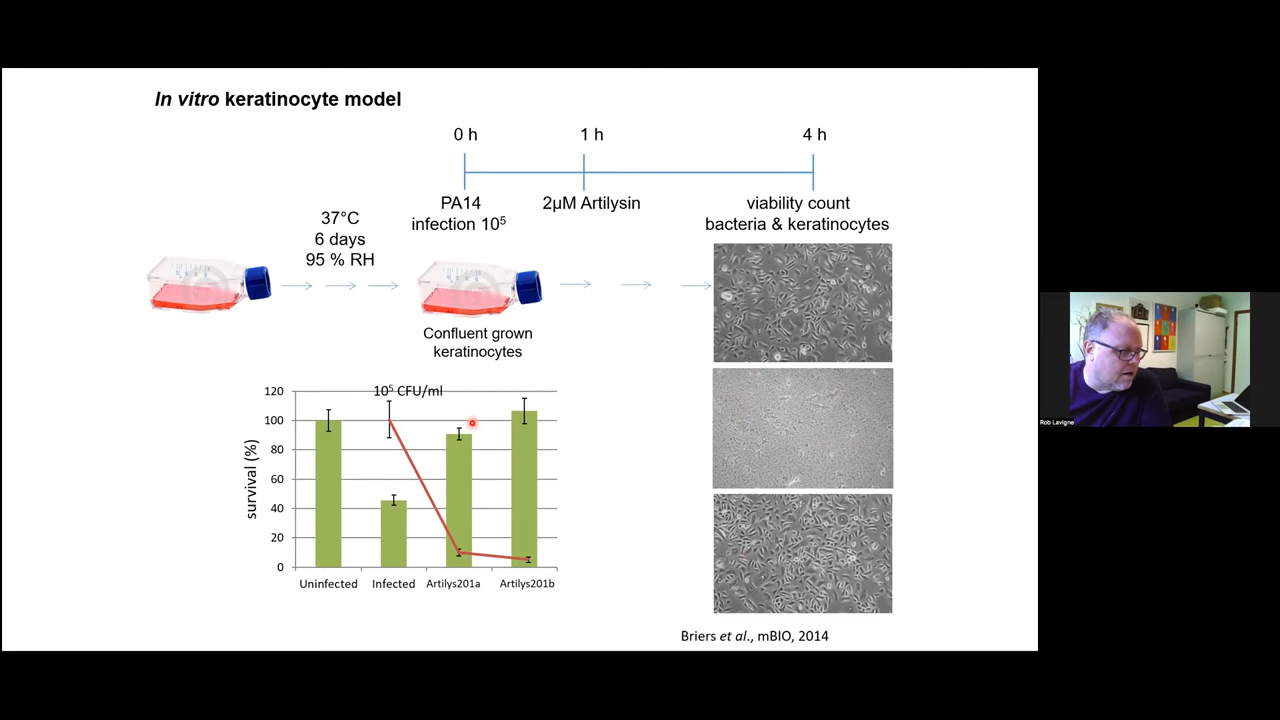 In vitro keratinocyte model
0 h
1 h
4 h
PA14
infection 10⁵
2µM Artilysin
viability count
bacteria & keratinocytes
37°C
6 days
95 % RH
Confluent grown
keratinocytes
10⁵ CFU/ml
survival (%)
120
100
80
60
40
20
0
Uninfected
Infected
Artilys201a
Artilys201b
Briers et al., mBIO, 2014
Rob Lavigne